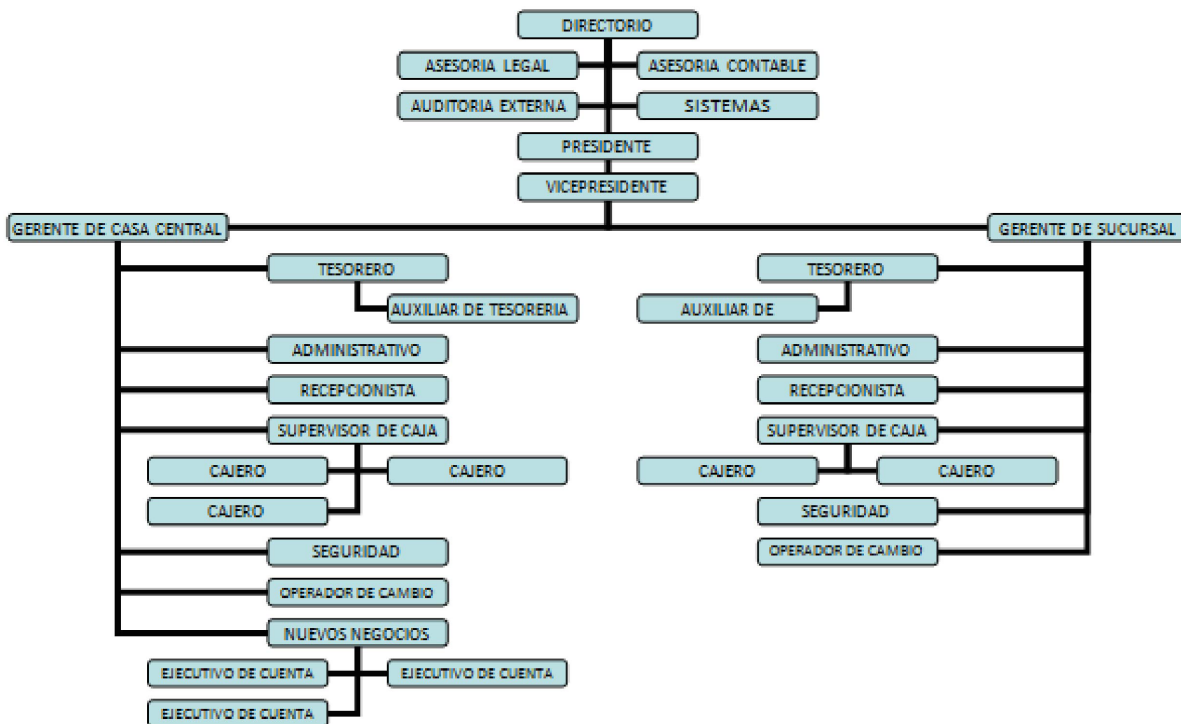 DIRECTORIO
ASESORIA LEGAL
ASESORIA CONTABLE
AUDITORIA EXTERNA
SISTEMAS
PRESIDENTE
VICEPRESIDENTE
GERENTE DE CASA CENTRAL
GERENTE DE SUCURSAL
TESORERO
AUXILIAR DE TESORERIA
ADMINISTRATIVO
RECEPCIONISTA
SUPERVISOR DE CAJA
CAJERO
CAJERO
CAJERO
SEGURIDAD
OPERADOR DE CAMBIO
NUEVOS NEGOCIOS
EJECUTIVO DE CUENTA
EJECUTIVO DE CUENTA
EJECUTIVO DE CUENTA
TESORERO
AUXILIAR DE
ADMINISTRATIVO
RECEPCIONISTA
SUPERVISOR DE CAJA
CAJERO
CAJERO
SEGURIDAD
OPERADOR DE CAMBIO